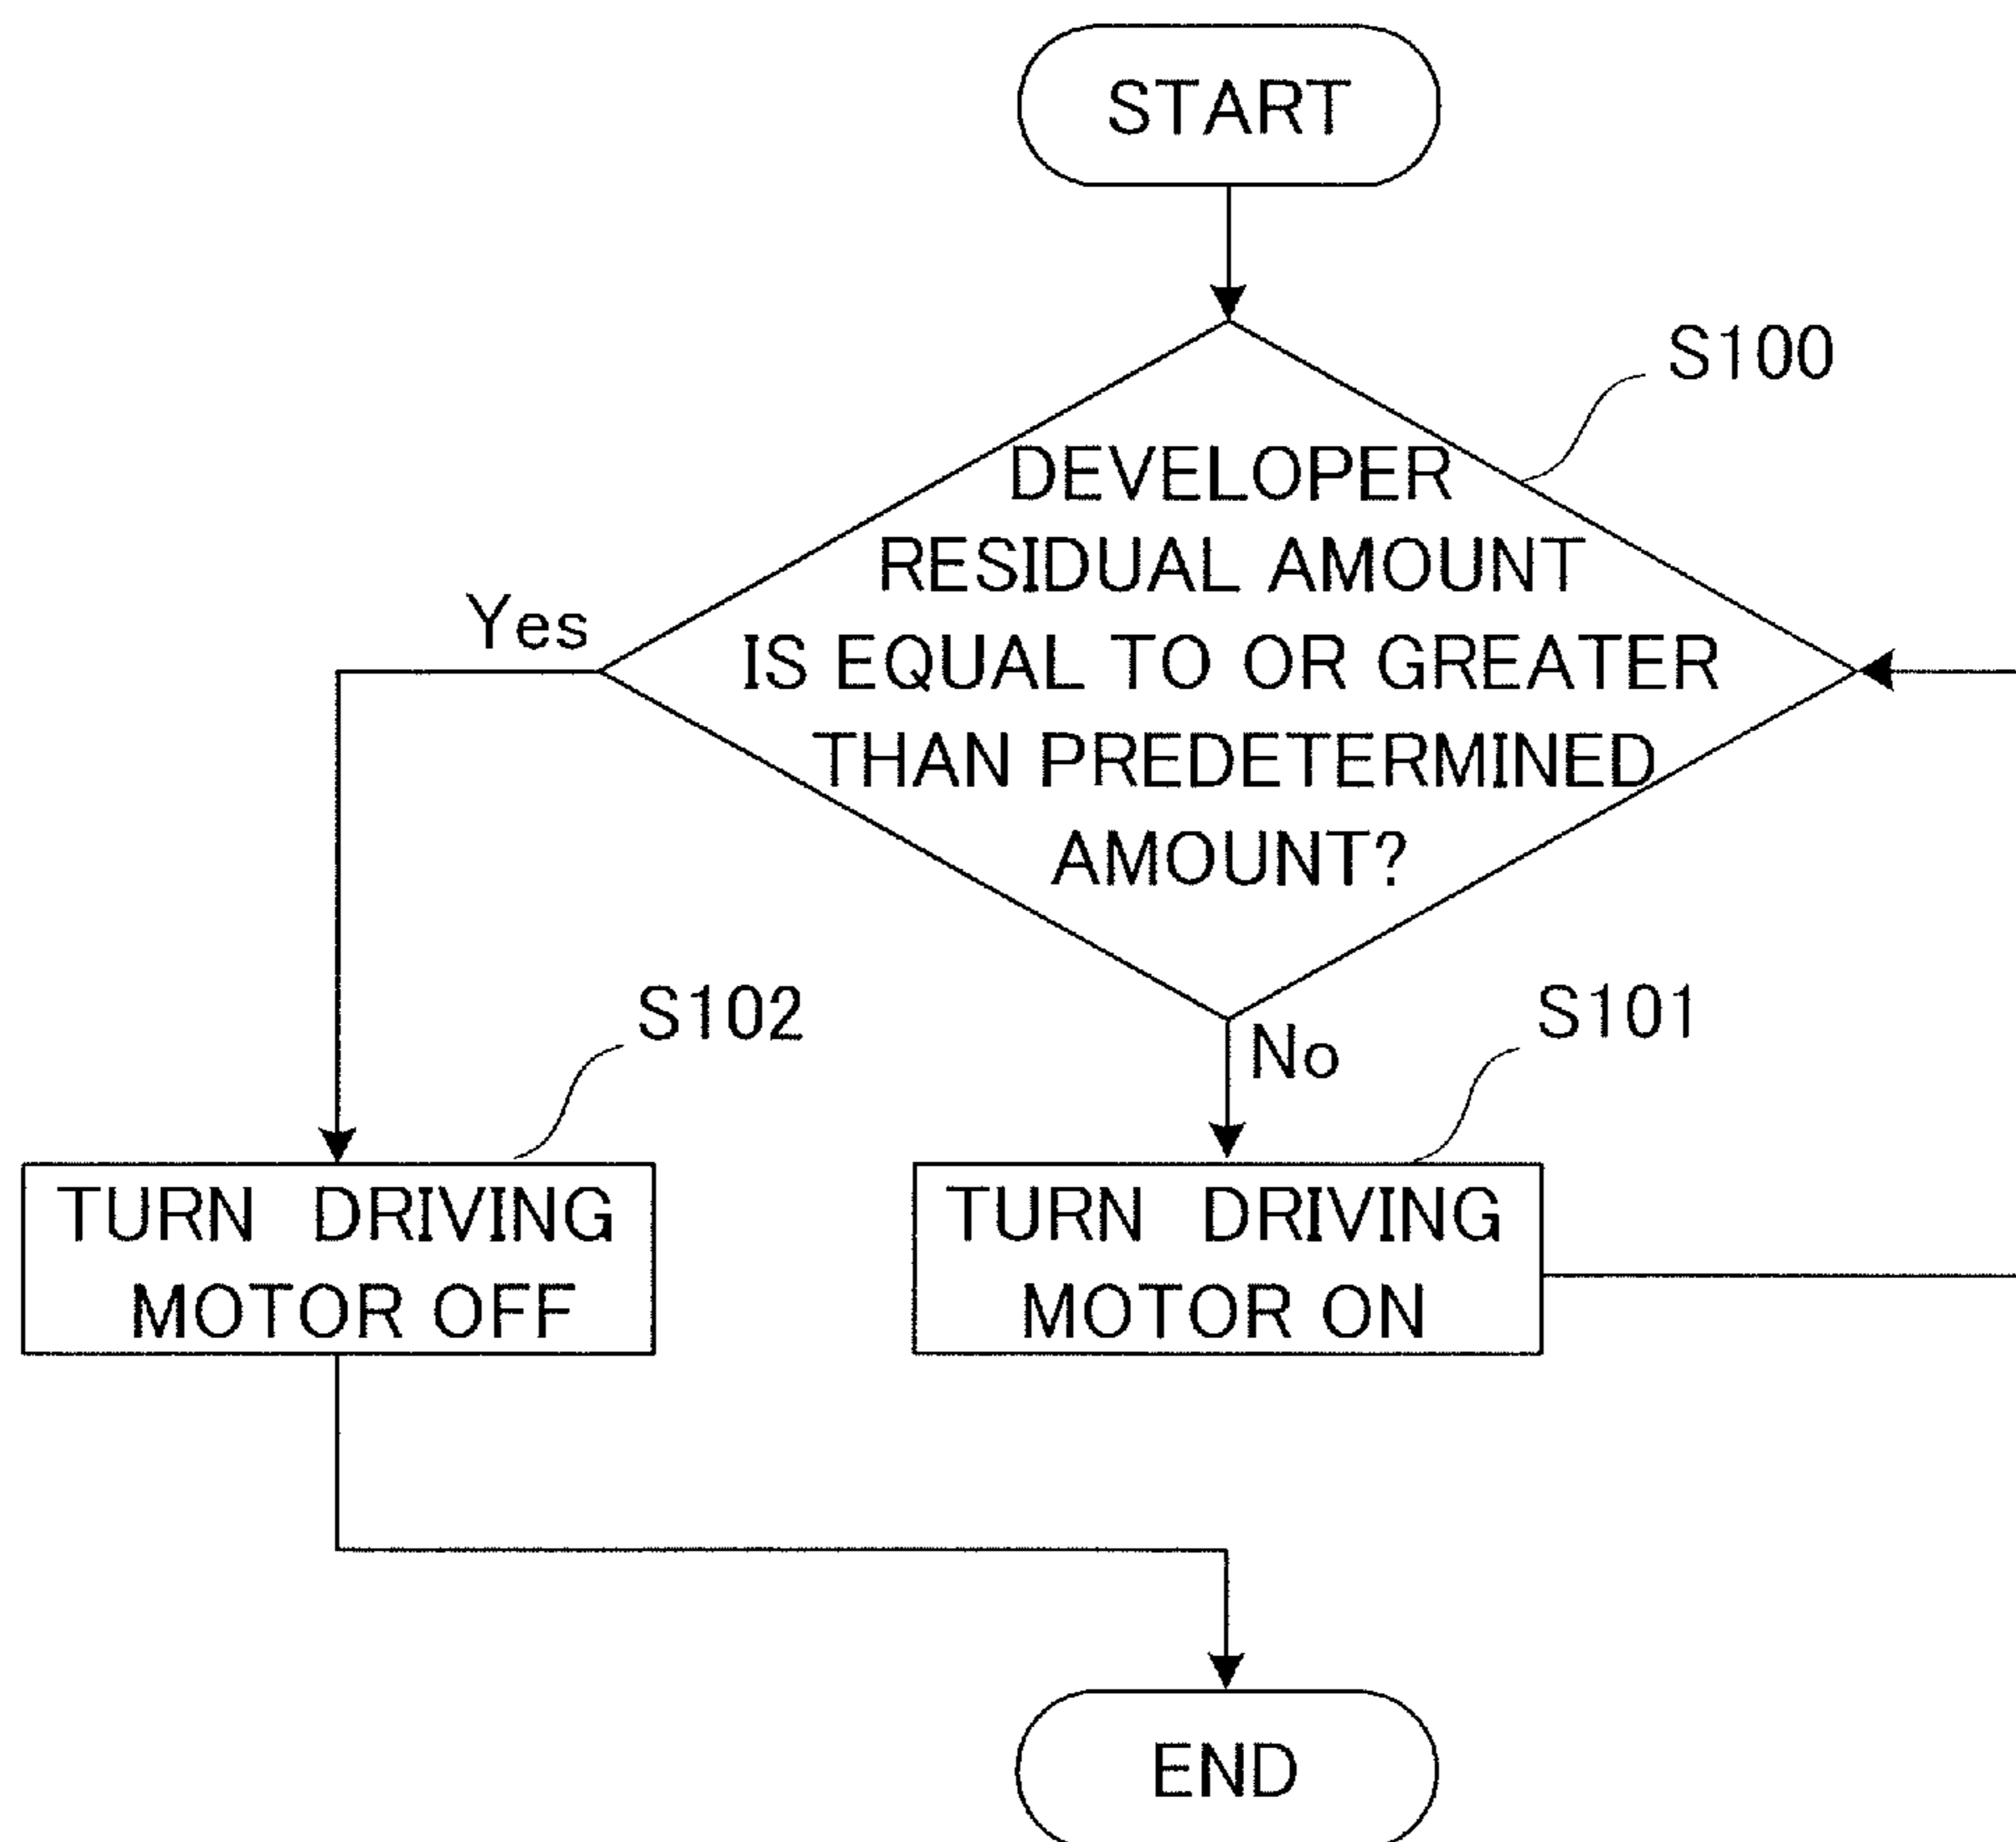 START
S100
DEVELOPER
RESIDUAL AMOUNT
IS EQUAL TO OR GREATER
THAN PREDETERMINED
AMOUNT?
Yes
No
S102
TURN DRIVING
MOTOR OFF
S101
TURN DRIVING
MOTOR ON
END